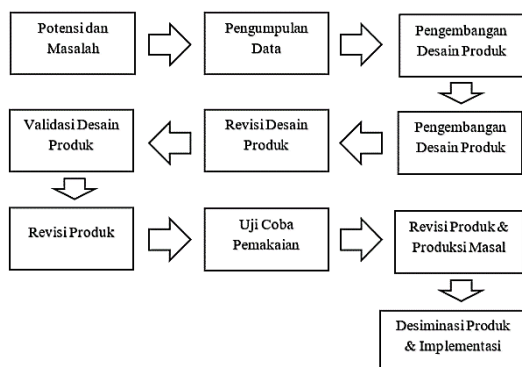 Potensi dan
Masalah
Pengumpulan
Data
Pengembangan
Desain Produk
Validasi Desain
Produk
Revisi Desain
Produk
Pengembangan
Desain Produk
Revisi Produk
Uji Coba
Pemakaian
Revisi Produk &
Produksi Masal
Desiminasi Produk
& Implementasi